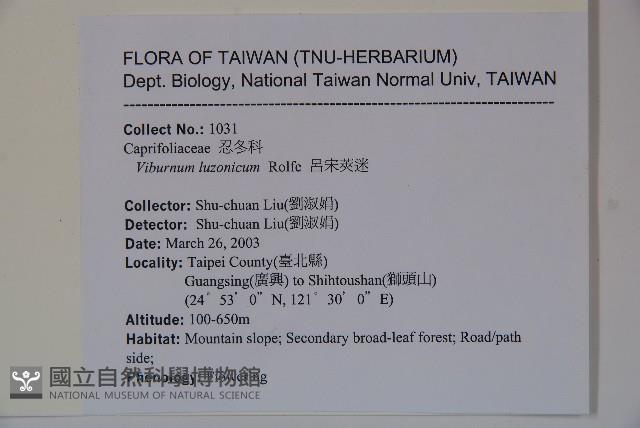 FLORA OF TAIWAN (TNU-HERBARIUM)
Dept. Biology, National Taiwan Normal Univ, TAIWAN
Collect No.: 1031
Caprifoliaceae 忍冬科
Viburnum luzonicum Rolfe 呂宋莢迷
Collector: Shu-chuan Liu(劉淑娟)
Detector: Shu-chuan Liu(劉淑娟)
Date: March 26, 2003
Locality: Taipei County(臺北縣)
Guangsing(廣興) to Shihtoushan(獅頭山)
(24° 53’ 0” N, 121° 30’ 0” E)
Altitude: 100-650m
Habitat: Mountain slope; Secondary broad-leaf forest; Road/path
side;
Phenology: Flowering
國立自然科學博物館
NATIONAL MUSEUM OF NATURAL SCIENCE